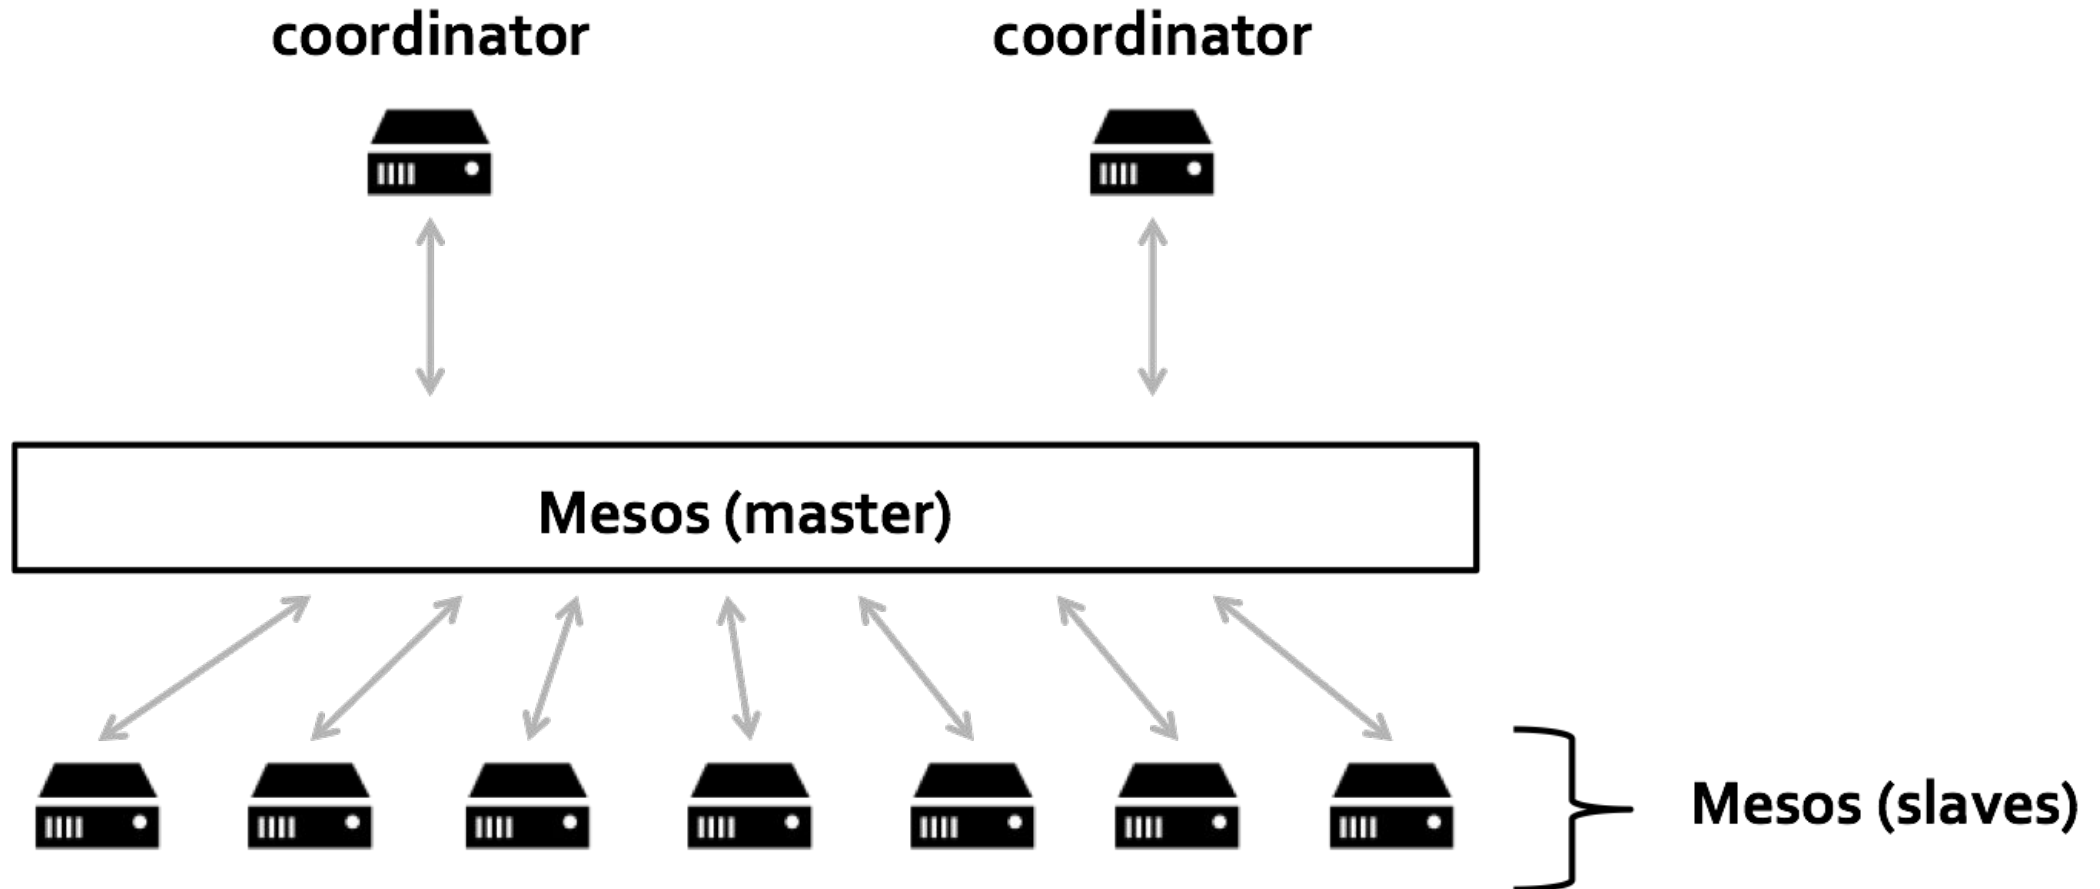 coordinator
coordinator
Mesos (master)
Mesos (slaves)